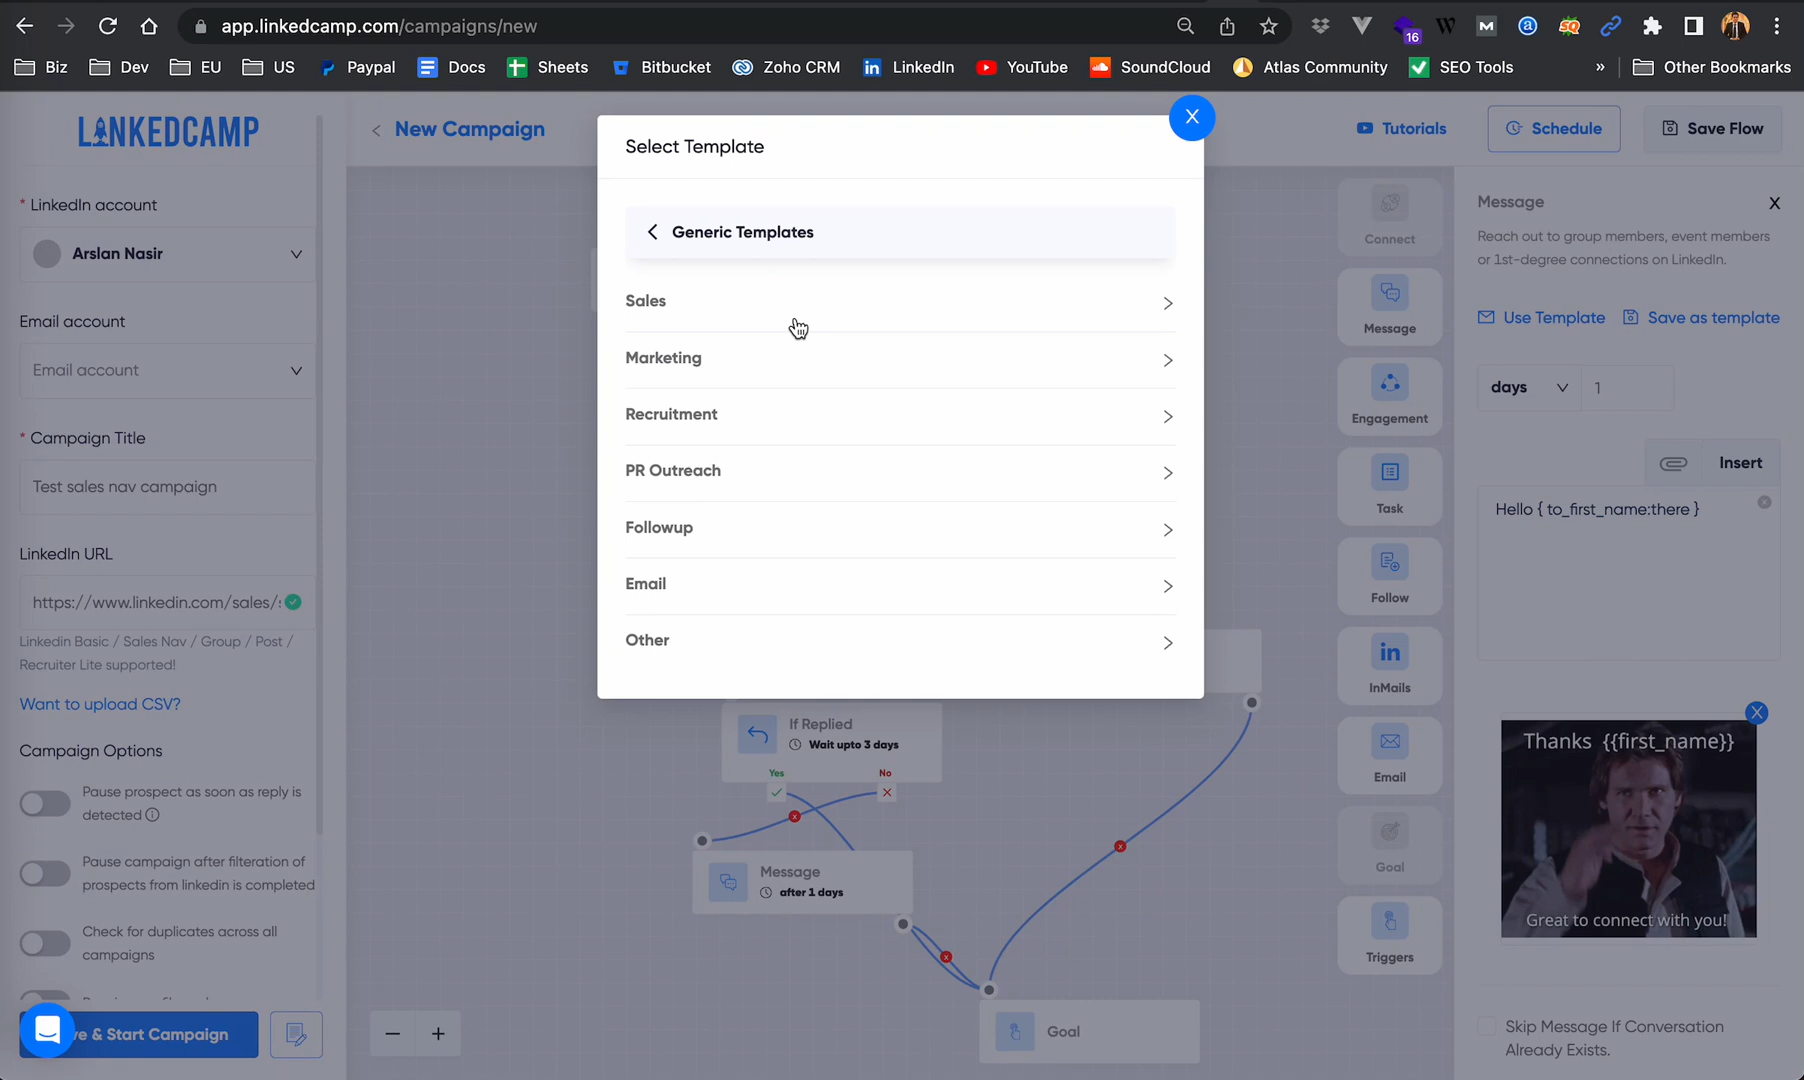 app.linkedcamp.com/campaigns/new
16
Biz
Dev
EU
US
Paypal
Docs
Sheets
Bitbucket
Zoho CRM
LinkedIn
YouTube
SoundCloud
Atlas Community
SEO Tools
»
Other Bookmarks
LINKEDCAMP
New Campaign
Tutorials
Schedule
Save Flow
X
Select Template
Generic Templates
Sales
Marketing
Recruitment
PR Outreach
Followup
Email
Other
* LinkedIn account
Arslan Nasir
Email account
Email account
* Campaign Title
Test sales nav campaign
LinkedIn URL
https://www.linkedin.com/sales/
Linkedin Basic / Sales Nav / Group / Post /
Recruiter Lite supported!
Want to upload CSV?
Campaign Options
Pause prospect as soon as reply is
detected
Pause campaign after filteration of
prospects from linkedin is completed
Check for duplicates across all
campaigns
e & Start Campaign
If Replied
Wait upto 3 days
Yes
No
Message
after 1 days
Goal
Connect
Message
Engagement
Task
Follow
InMails
Email
Goal
Triggers
Message
X
Reach out to group members, event members
or 1st-degree connections on LinkedIn.
Use Template
Save as template
days
1
Insert
Hello { to_first_name:there }
X
Thanks {{first_name}}
Great to connect with you!
Skip Message If Conversation
Already Exists.